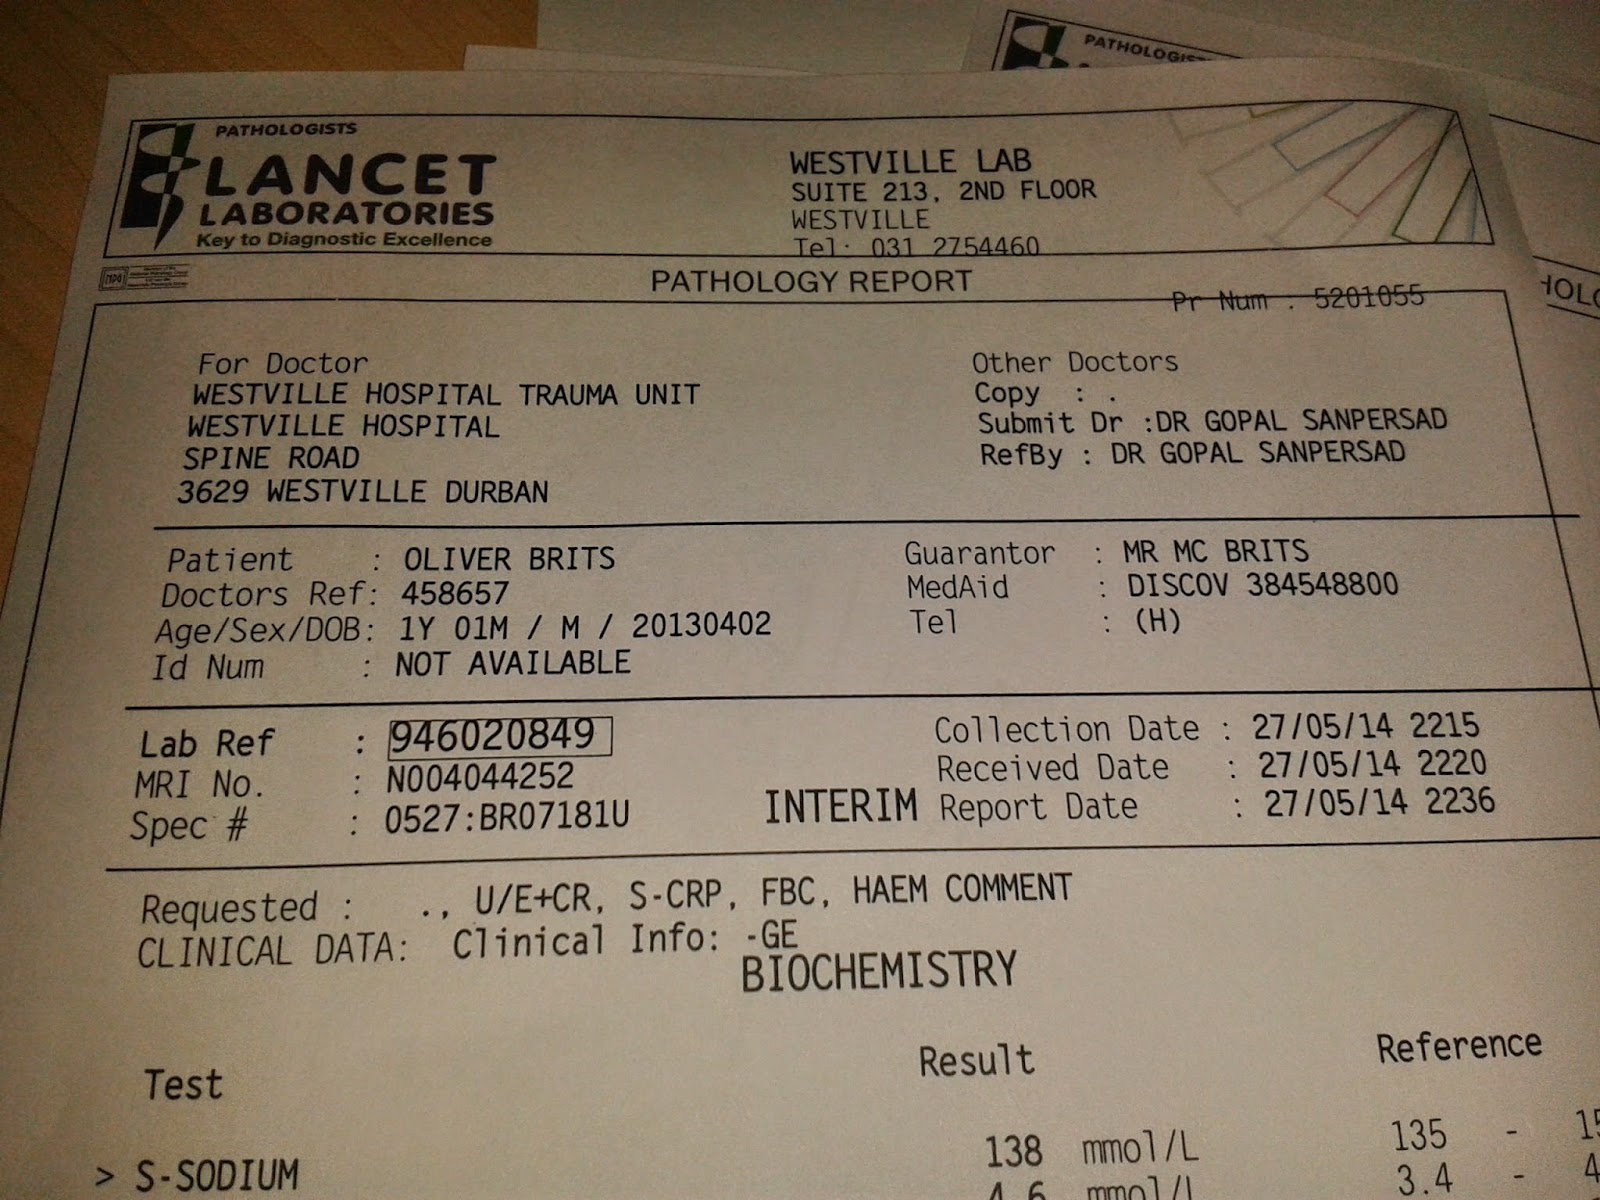 PATHOLOGISTS
PATHOLOGISTS
LANCET
LABORATORIES
Key to Diagnostic Excellence
WESTVILLE LAB
SUITE 213, 2ND FLOOR
WESTVILLE
Tel: 031 2754460
PATHOLOGY REPORT
Pr Num : 5201055
For Doctor
WESTVILLE HOSPITAL TRAUMA UNIT
WESTVILLE HOSPITAL
SPINE ROAD
3629 WESTVILLE DURBAN
Other Doctors
Copy : .
Submit Dr :DR GOPAL SANPERSAD
RefBy : DR GOPAL SANPERSAD
Patient : OLIVER BRITS
Doctors Ref: 458657
Age/Sex/DOB: 1Y 01M / M / 20130402
Id Num : NOT AVAILABLE
Guarantor : MR MC BRITS
MedAid : DISCOV 384548800
Tel : (H)
Lab Ref : 946020849
MRI No. : N004044252
Spec # : 0527:BR07181U
INTERIM
Collection Date : 27/05/14 2215
Received Date : 27/05/14 2220
Report Date : 27/05/14 2236
Requested : ., U/E+CR, S-CRP, FBC, HAEM COMMENT
CLINICAL DATA: Clinical Info: -GE
BIOCHEMISTRY
Test Result Reference
> S-SODIUM 138 mmol/L 135 -
4.6 mmol/L 3.4 -